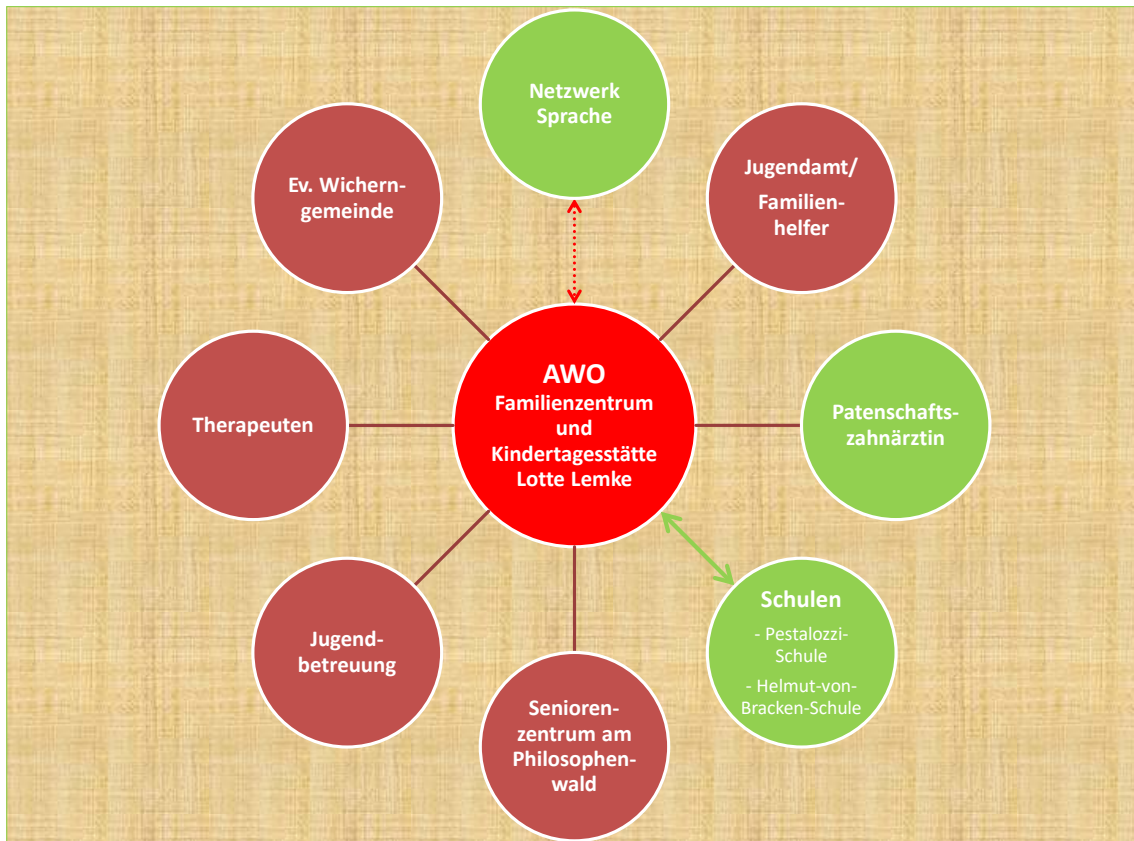 Netzwerk
Sprache
Ev. Wichern-
gemeinde
Jugendamt/
Familien-
helfer
AWO
Familienzentrum
und
Kindertagesstätte
Lotte Lemke
Therapeuten
Patenschafts-
zahnärztin
Jugend-
betreuung
Schulen
- Pestalozzi-
Schule
- Helmut-von-
Bracken-Schule
Senioren-
zentrum am
Philosophen-
wald